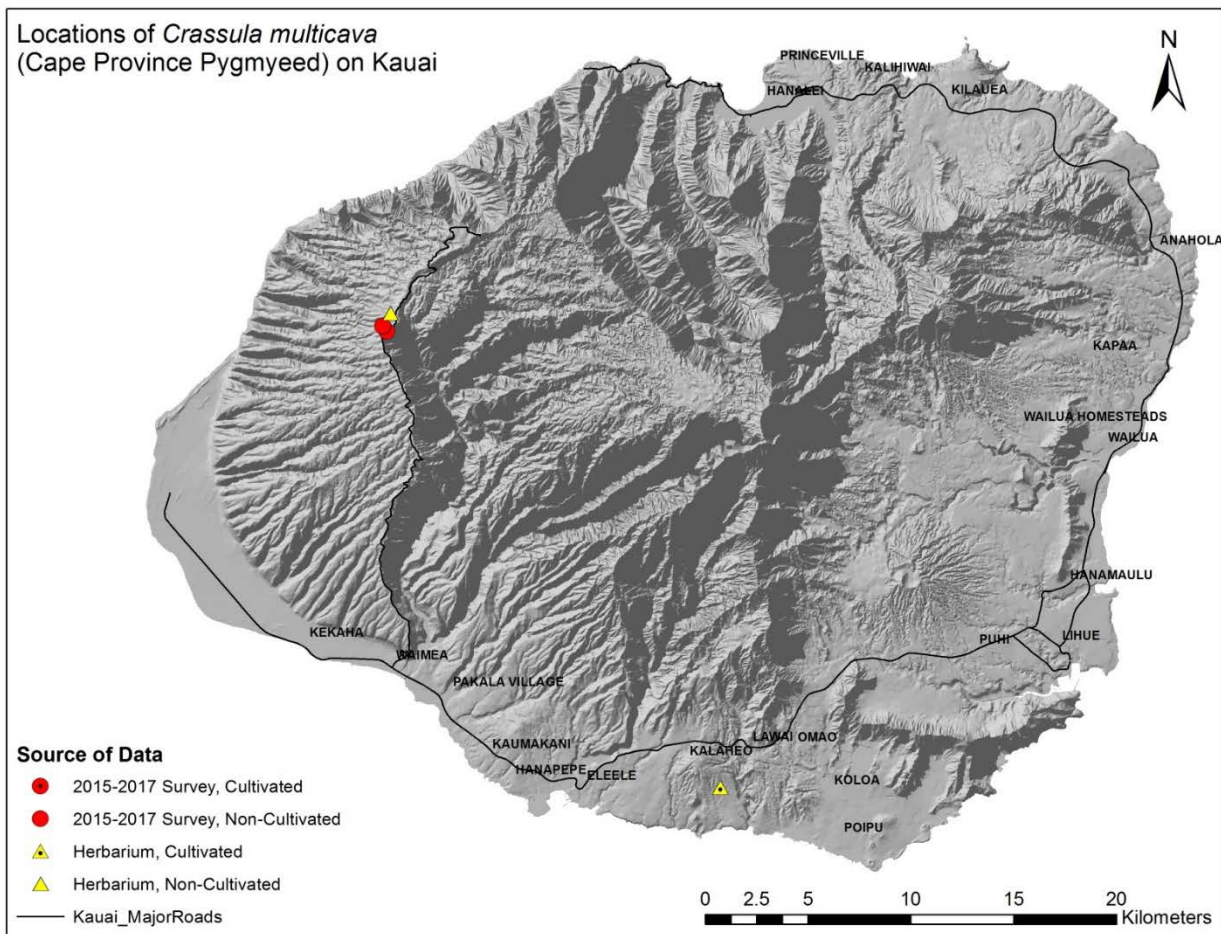 Locations of Crassula multicava
(Cape Province Pygmyeed) on Kauai
N
PRINCEVILLE
KALIHIWAI
HANALEI
KILAUEA
ANAHOLA
KAPAA
WAILUA HOMESTEADS
WAILUA
HANAMAULU
KEKAHA
PUHI
LIHUE
WAIMEA
PAKALA VILLAGE
KAUMAKANI
LAWAI OMAO
KALAHEO
HANAPEPE
ELEELE
KOLOA
POIPU
Source of Data
2015-2017 Survey, Cultivated
2015-2017 Survey, Non-Cultivated
Herbarium, Cultivated
Herbarium, Non-Cultivated
Kauai_MajorRoads
0 2.5 5 10 15 20
Kilometers